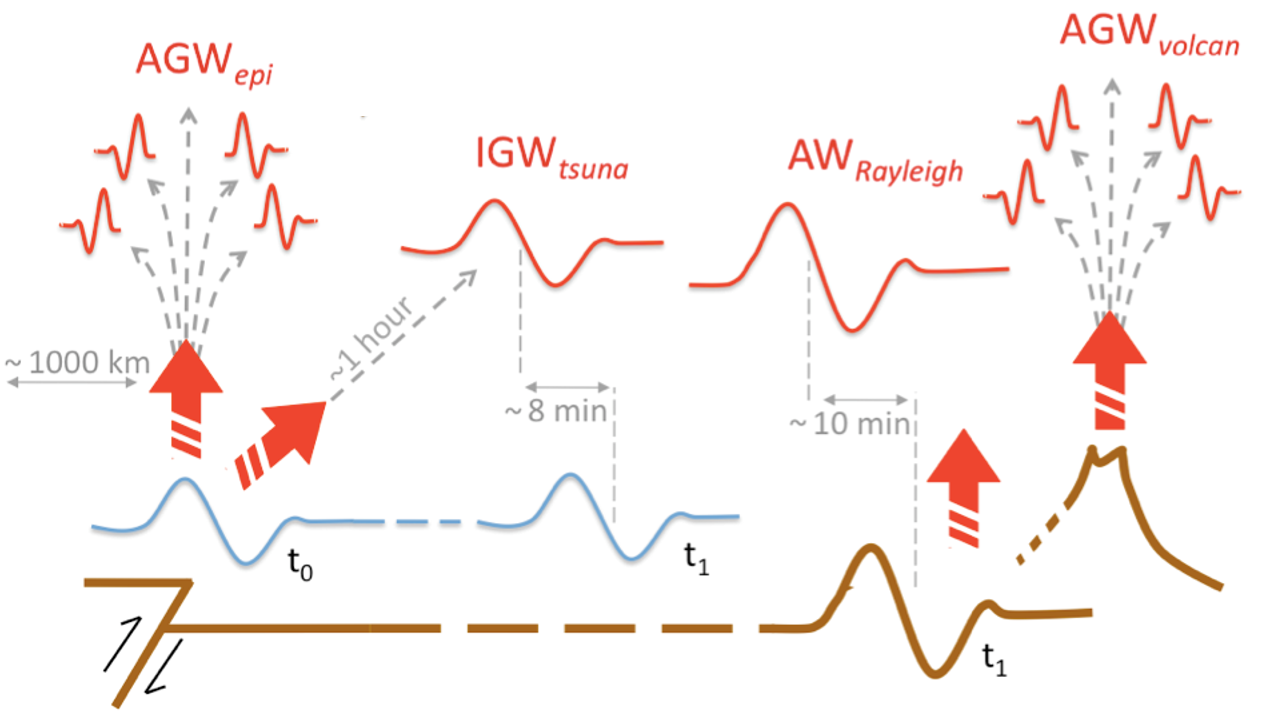 AGWepi
IGWtsuna
AWRayleigh
AGWvolcan
~ 1000 km
~1 hour
~ 8 min
~ 10 min
t0
t1
t1